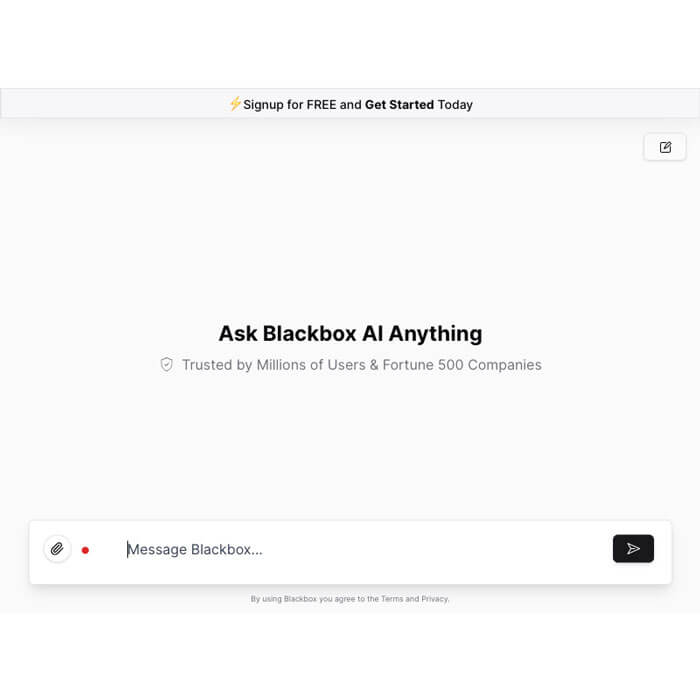 ⚡Signup for FREE and Get Started Today
Ask Blackbox AI Anything
Trusted by Millions of Users & Fortune 500 Companies
Message Blackbox...
By using Blackbox you agree to the Terms and Privacy.